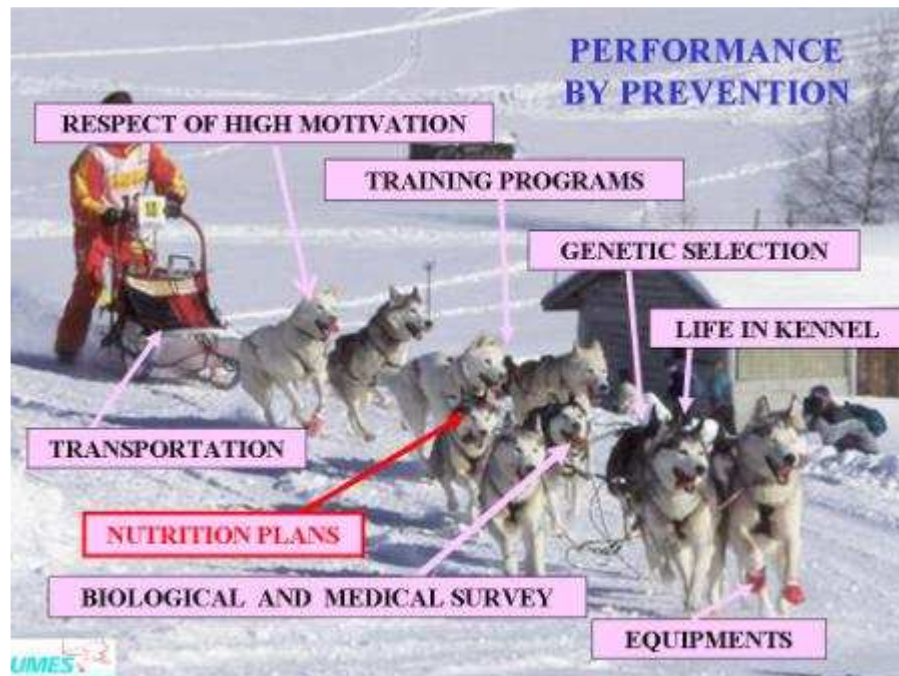 PERFORMANCE
BY PREVENTION
RESPECT OF HIGH MOTIVATION
TRAINING PROGRAMS
GENETIC SELECTION
LIFE IN KENNEL
TRANSPORTATION
NUTRITION PLANS
BIOLOGICAL AND MEDICAL SURVEY
EQUIPMENTS
UMES